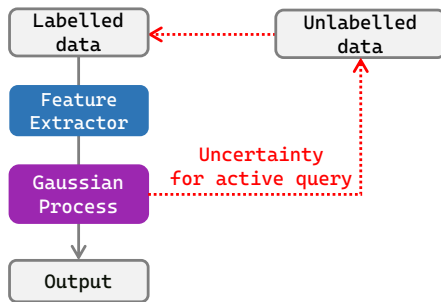 Labelled
data
Unlabelled
data
Feature
Extractor
Uncertainty
for active query
Gaussian
Process
Output